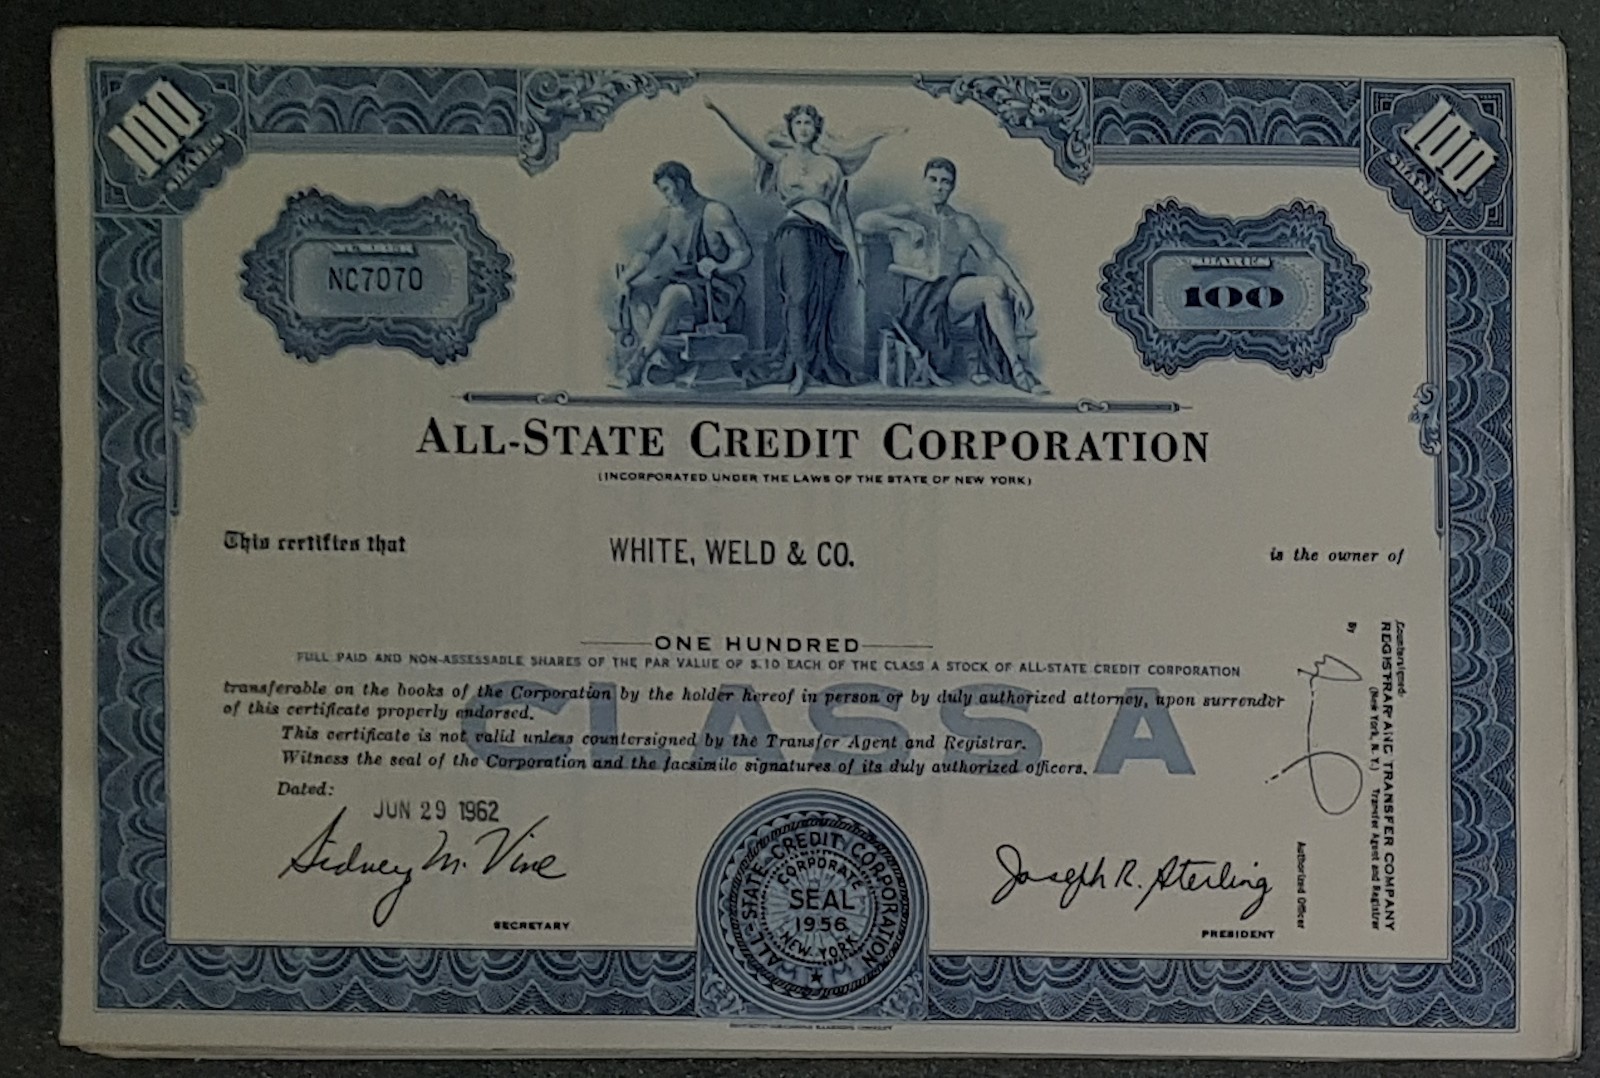 100
SHARES
100
SHARES
NUMBER
NC7070
SHARES
100
ALL-STATE CREDIT CORPORATION
(INCORPORATED UNDER THE LAWS OF THE STATE OF NEW YORK)
This certifies that WHITE, WELD & CO. is the owner of
ONE HUNDRED
FULL PAID AND NON-ASSESSABLE SHARES OF THE PAR VALUE OF $.10 EACH OF THE CLASS A STOCK OF ALL-STATE CREDIT CORPORATION
CLASS A
transferable on the books of the Corporation by the holder hereof in person or by duly authorized attorney, upon surrender
of this certificate properly endorsed.
This certificate is not valid unless countersigned by the Transfer Agent and Registrar.
Witness the seal of the Corporation and the facsimile signatures of its duly authorized officers.
Dated:
JUN 29 1962
Sidney M. Vine
SECRETARY
ALL-STATE CREDIT CORPORATION
CORPORATE
SEAL
1956
NEW YORK
Joseph R. Sterling
PRESIDENT
Countersigned:
REGISTRAR AND TRANSFER COMPANY
(New York, N. Y.) Transfer Agent and Registrar
By
Authorized Officer